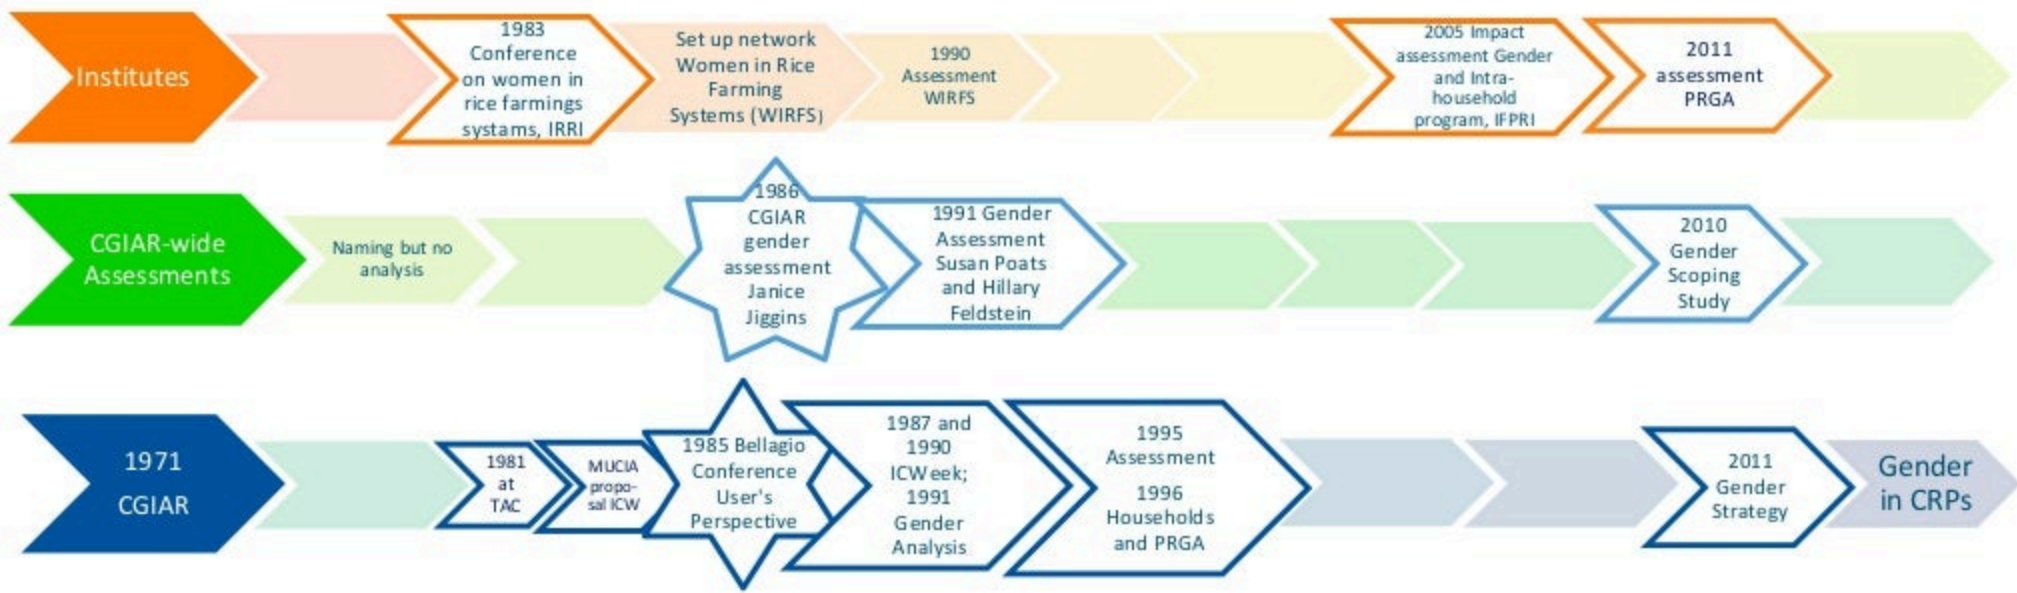 Institutes
1983
Conference
on women in
rice farmings
systams, IRRI
Set up network
Women in Rice
Farming
Systems (WIRFS)
1990
Assessment
WIRFS
2005 Impact
assessment Gender
and Intra-
household
program, IFPRI
2011
assessment
PRGA
CGIAR-wide
Assessments
Naming but no
analysis
1986
CGIAR
gender
assessment
Janice
Jiggins
1991 Gender
Assessment
Susan Poats
and Hillary
Feldstein
2010
Gender
Scoping
Study
1971
CGIAR
1981
at
TAC
MUCIA
propo-
sal ICW
1985 Bellagio
Conference
User's
Perspective
1987 and
1990
ICWeek;
1991
Gender
Analysis
1995
Assessment
1996
Households
and PRGA
2011
Gender
Strategy
Gender
in CRPs